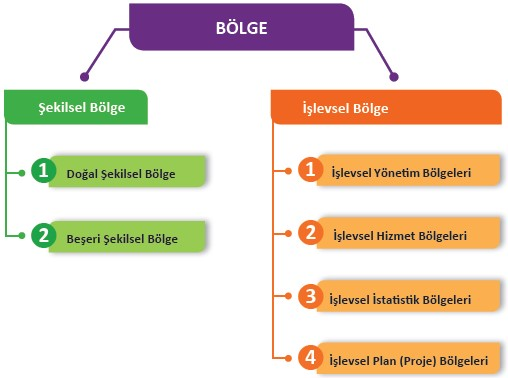 BÖLGE
Şekilsel Bölge
1 Doğal Şekilsel Bölge
2 Beşeri Şekilsel Bölge
İşlevsel Bölge
1 İşlevsel Yönetim Bölgeleri
2 İşlevsel Hizmet Bölgeleri
3 İşlevsel İstatistik Bölgeleri
4 İşlevsel Plan (Proje) Bölgeleri